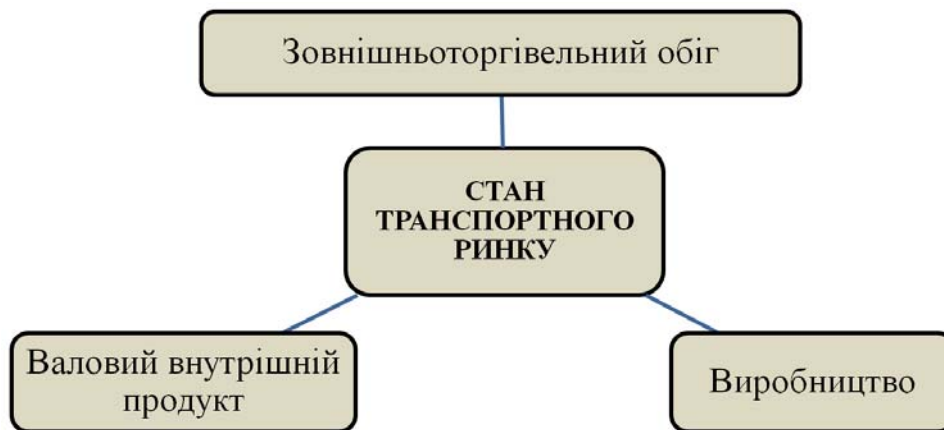 Зовнішньоторгівельний обіг
СТАН
ТРАНСПОРТНОГО
РИНКУ
Валовий внутрішній
продукт
Виробництво